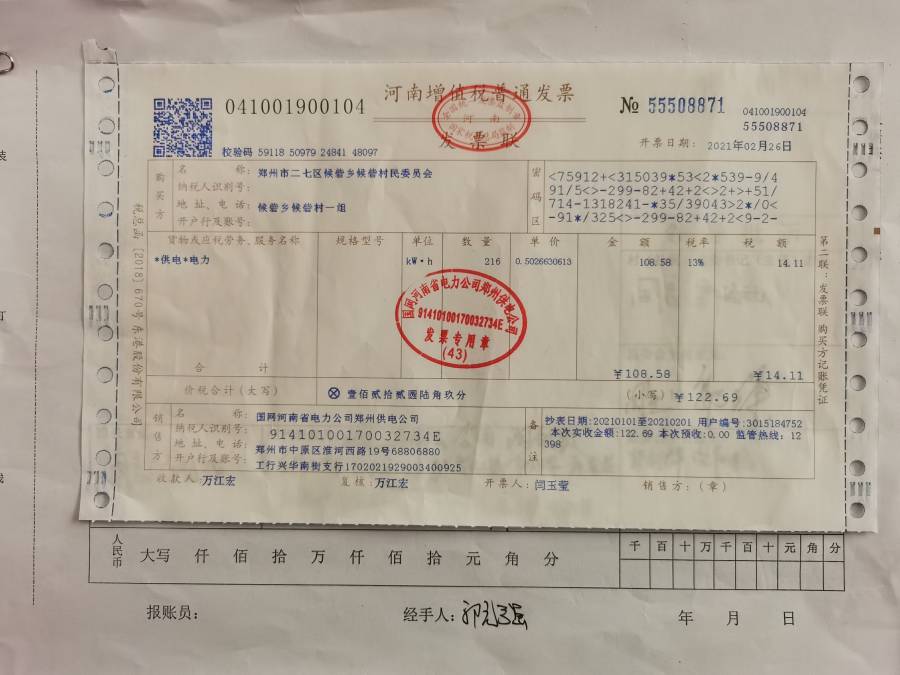 河南增值税普通发票
041001900104
№ 55508871
041001900104
55508871
发票联
校验码 59118 50979 24841 48097
开票日期：2021年02月26日
购买方
名称：郑州市二七区候砦乡候砦村民委员会
纳税人识别号：
地址、电话：候砦乡候砦村一组
开户行及账号：
密码区
<75912+<315039*53<2*539-9/4
91/5<>-299-82+42+2<>2+>+51/
714-1318241-*35/39043>2*/0<
-91*/325<>-299-82+42+2<9-2-
货物或应税劳务、服务名称 规格型号 单位 数量 单价 金额 税率 税额
*供电*电力 kW·h 216 0.5026630613 108.58 13% 14.11
国网河南省电力公司郑州供电公司
91410100170032734E
发票专用章
(43)
合计 ￥108.58 ￥14.11
价税合计（大写） ⊗ 壹佰贰拾贰圆陆角玖分 （小写）￥122.69
销售方
名称：国网河南省电力公司郑州供电公司
纳税人识别号：91410100170032734E
地址、电话：郑州市中原区淮河西路19号68806880
开户行及账号：工行兴华南街支行1702021929003400925
备注
抄表日期：20210101至20210201 用户编号：3015184752
本次实收金额：122.69 本次预收：0.00 监管热线：12
398
收款人：万江宏 复核：万江宏 开票人：闫玉莹 销售方：（章）
税总函〔2018〕670号东港股份有限公司
第二联：发票联 购买方记账凭证
人民币 大写 仟 佰 拾 万 仟 佰 拾 元 角 分 千 百 十 万 千 百 十 元 角 分
报账员： 经手人： 年 月 日